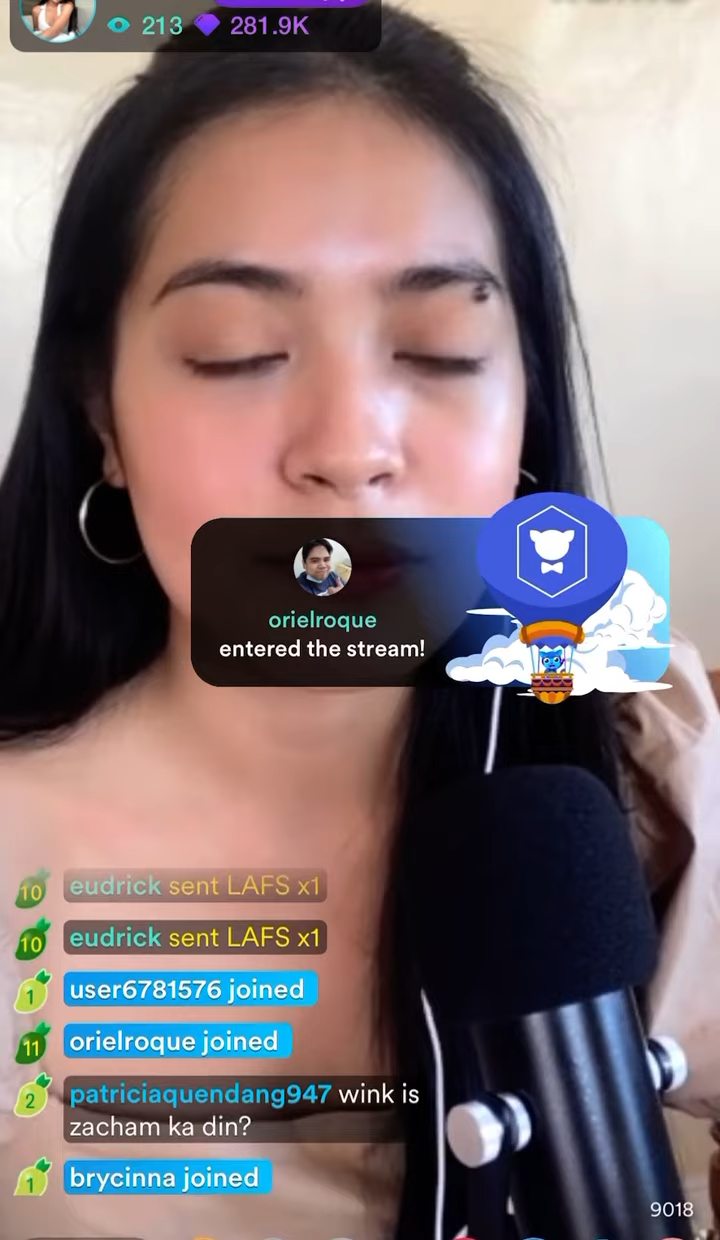 213 281.9K
orielroque
entered the stream!
10 eudrick sent LAFS x1
10 eudrick sent LAFS x1
1 user6781576 joined
11 orielroque joined
2 patriciaquendang947 wink is
zacham ka din?
1 brycinna joined
9018